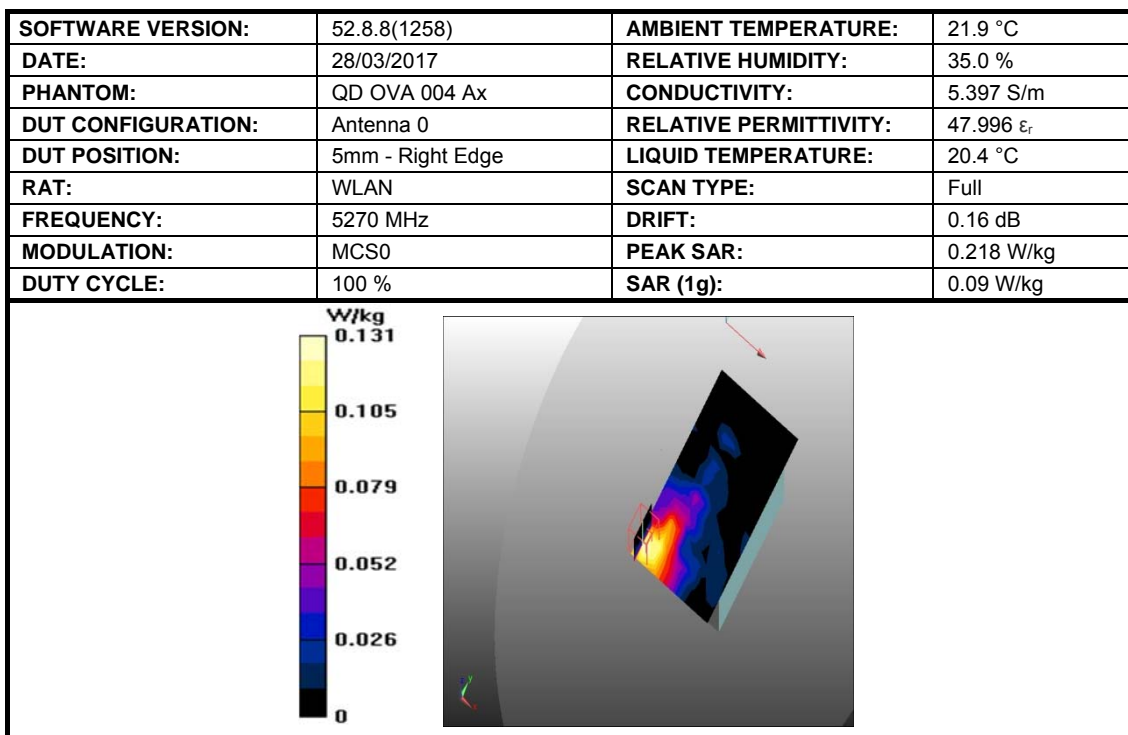 SOFTWARE VERSION: 52.8.8(1258) AMBIENT TEMPERATURE: 21.9 °C
DATE: 28/03/2017 RELATIVE HUMIDITY: 35.0 %
PHANTOM: QD OVA 004 Ax CONDUCTIVITY: 5.397 S/m
DUT CONFIGURATION: Antenna 0 RELATIVE PERMITTIVITY: 47.996 εr
DUT POSITION: 5mm - Right Edge LIQUID TEMPERATURE: 20.4 °C
RAT: WLAN SCAN TYPE: Full
FREQUENCY: 5270 MHz DRIFT: 0.16 dB
MODULATION: MCS0 PEAK SAR: 0.218 W/kg
DUTY CYCLE: 100 % SAR (1g): 0.09 W/kg
W/kg
0.131
0.105
0.079
0.052
0.026
0
z y
x